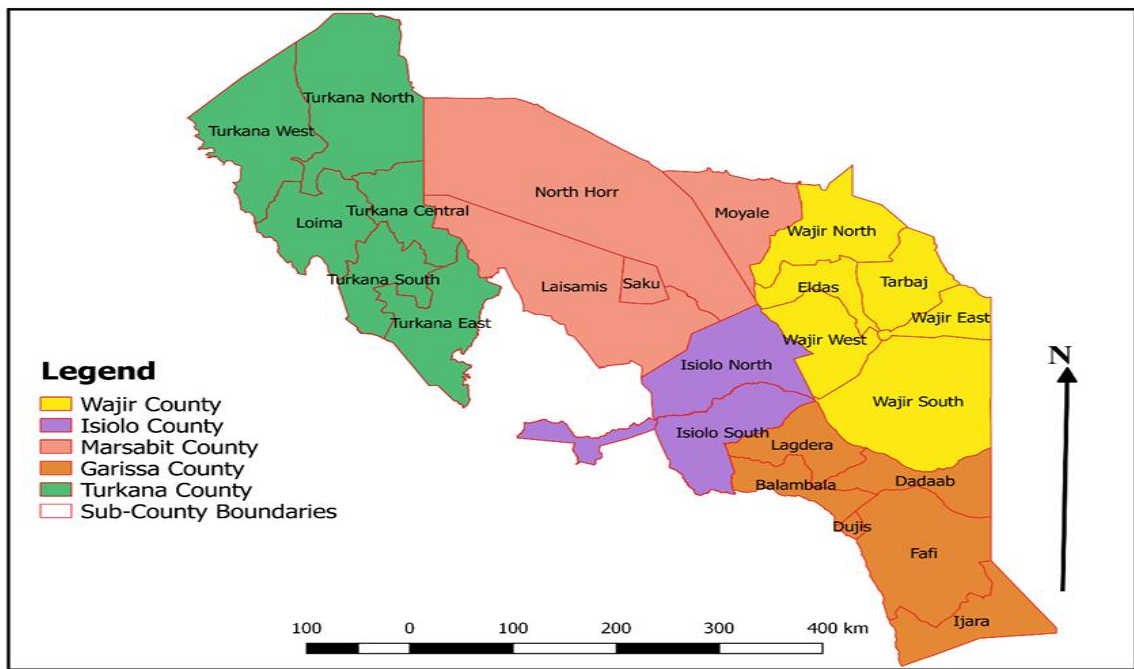 Turkana North
Turkana West
North Horr
Turkana Central
Moyale
Loima
Wajir North
Turkana South
Laisamis
Saku
Eldas
Tarbaj
Turkana East
Wajir East
Wajir West
Isiolo North
N
Wajir South
Isiolo South
Lagdera
Balambala
Dadaab
Dujis
Fafi
Ijara
Legend
Wajir County
Isiolo County
Marsabit County
Garissa County
Turkana County
Sub-County Boundaries
100 0 100 200 300 400 km